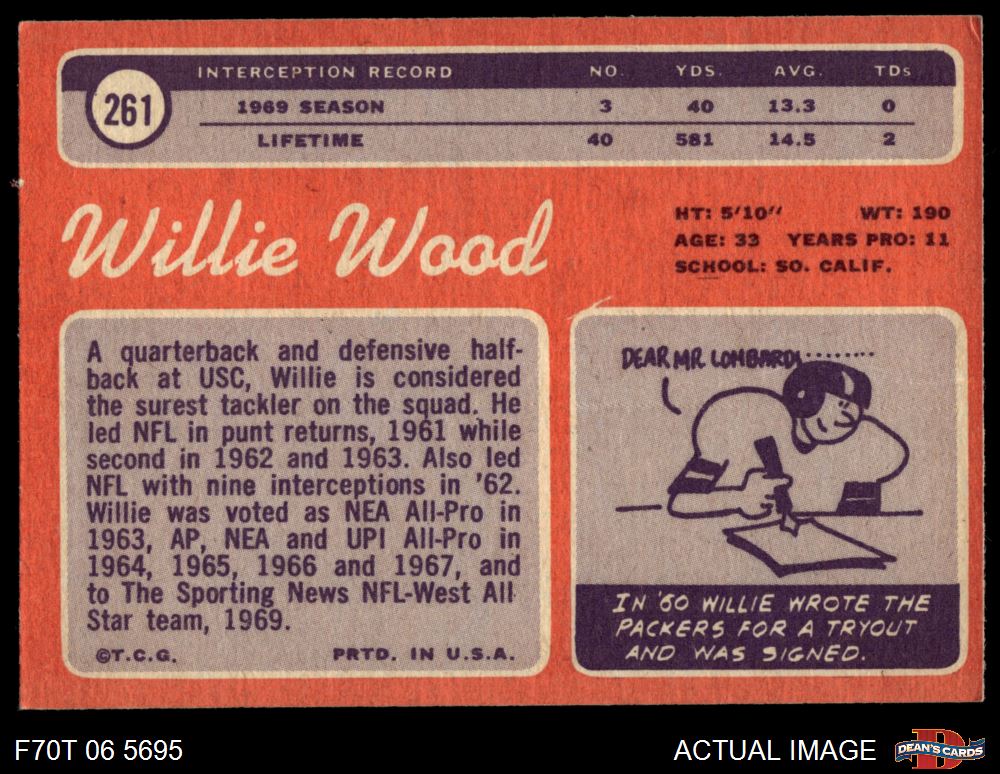 261
INTERCEPTION RECORD NO. YDS. AVG. TDs
1969 SEASON 3 40 13.3 0
LIFETIME 40 581 14.5 2
Willie Wood
HT: 5'10" WT: 190
AGE: 33 YEARS PRO: 11
SCHOOL: SO. CALIF.
A quarterback and defensive half-
back at USC, Willie is considered
the surest tackler on the squad. He
led NFL in punt returns, 1961 while
second in 1962 and 1963. Also led
NFL with nine interceptions in '62.
Willie was voted as NEA All-Pro in
1963, AP, NEA and UPI All-Pro in
1964, 1965, 1966 and 1967, and
to The Sporting News NFL-West All
Star team, 1969.
©T.C.G. PRTD. IN U.S.A.
DEAR MR. LOMBARDI..........
IN '60 WILLIE WROTE THE
PACKERS FOR A TRYOUT
AND WAS SIGNED.
F70T 06 5695 ACTUAL IMAGE
D
DEAN'S CARDS